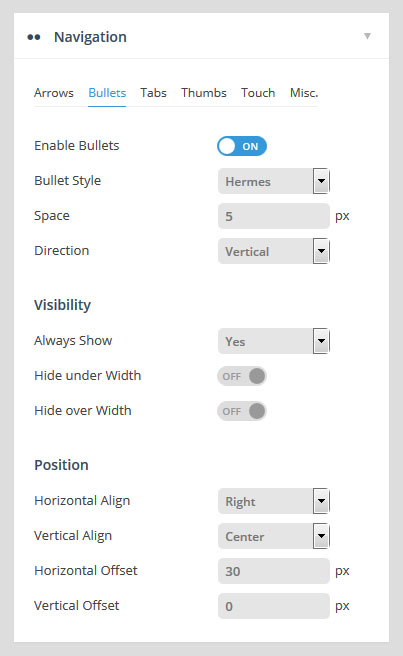 Navigation
Arrows Bullets Tabs Thumbs Touch Misc.
Enable Bullets ON
Bullet Style Hermes
Space 5 px
Direction Vertical
Visibility
Always Show Yes
Hide under Width OFF
Hide over Width OFF
Position
Horizontal Align Right
Vertical Align Center
Horizontal Offset 30 px
Vertical Offset 0 px